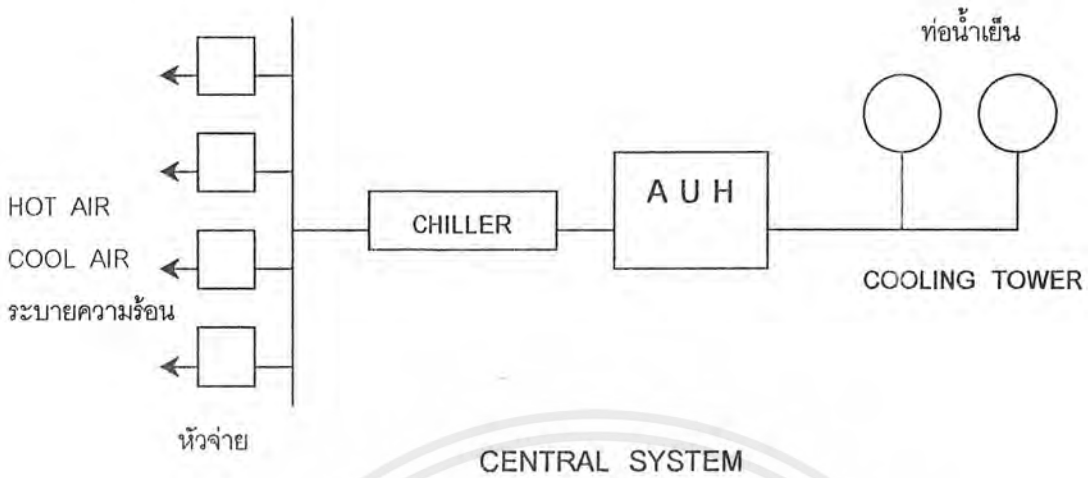 ท่อน้ำเย็น
A U H
HOT AIR
CHILLER
COOL AIR
COOLING TOWER
ระบายความร้อน
หัวจ่าย
CENTRAL SYSTEM